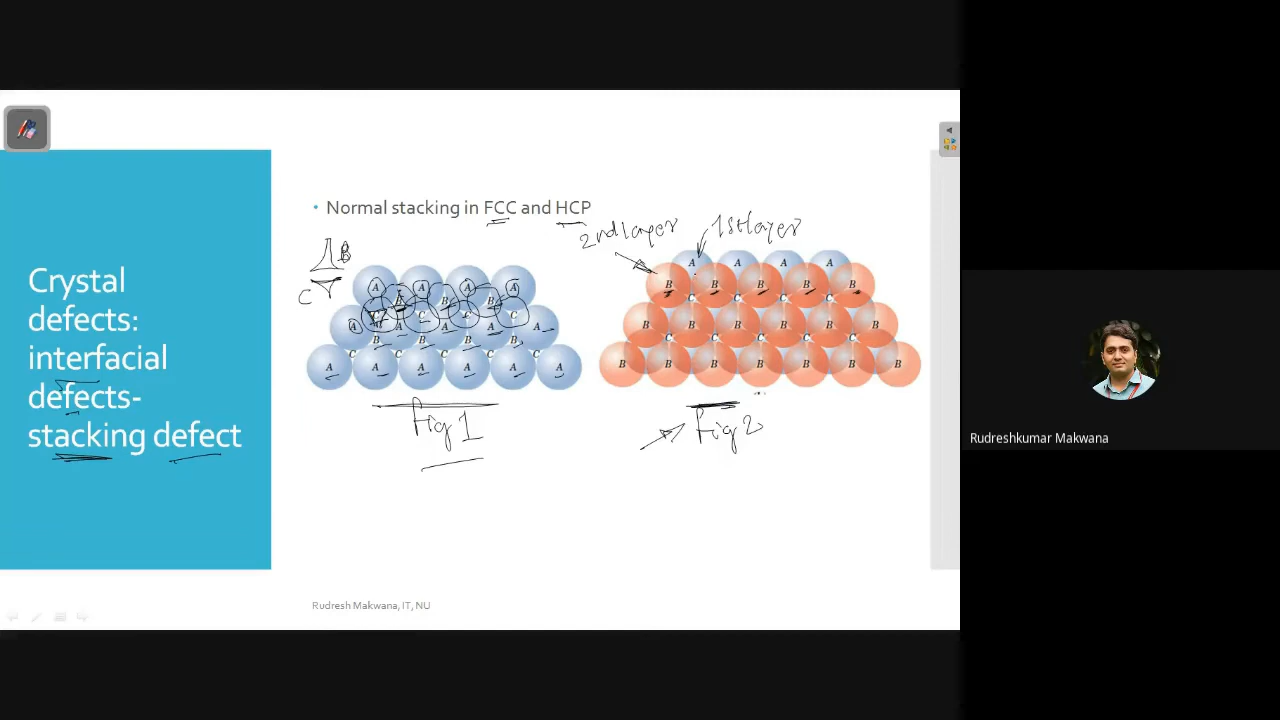 Crystal
defects:
interfacial
defects-
stacking defect
• Normal stacking in FCC and HCP
2nd layer
1st layer
B
C
A A A A
B B B
C C C C
A A A A A
B B B B
C C C C C
A A A A A A
Fig 1
A A A A
B B B B B
C C C C
B B B B B B
C C C C C
B B B B B B B
Fig 2
Rudresh Makwana, IT, NU
Rudreshkumar Makwana